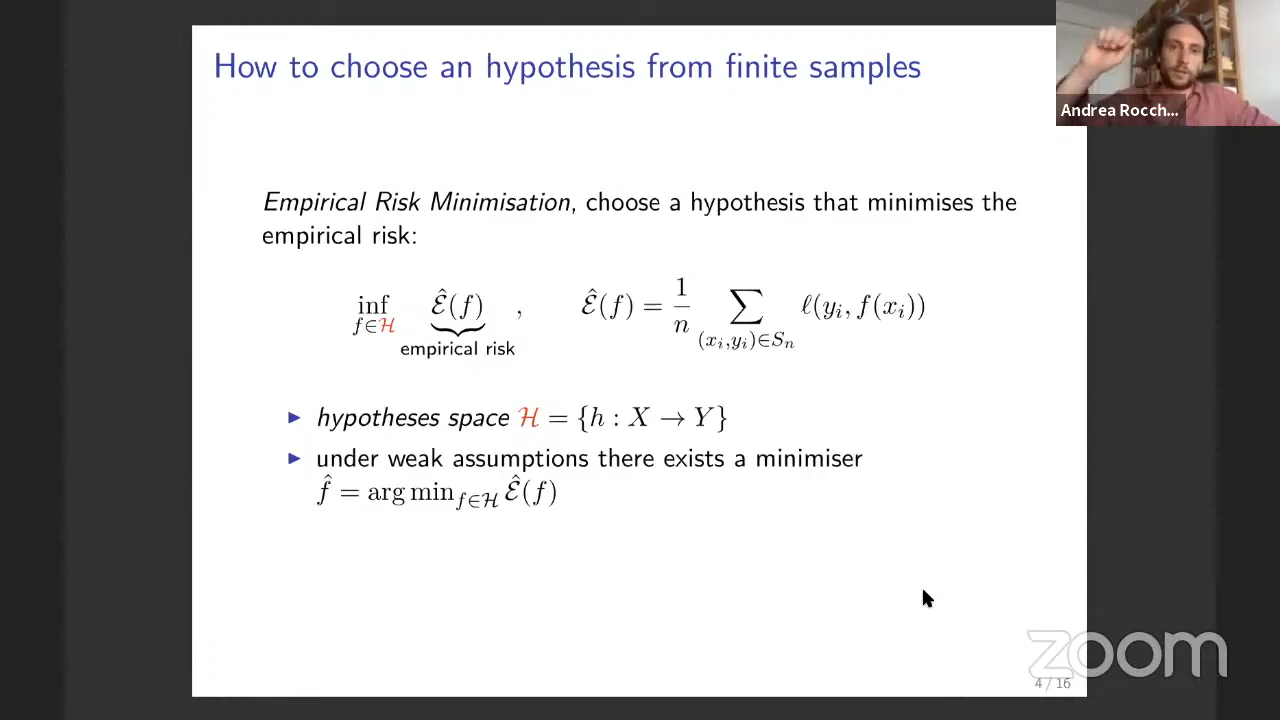 How to choose an hypothesis from finite samples
Andrea Rocch...
Empirical Risk Minimisation, choose a hypothesis that minimises the
empirical risk:
inf_{f∈ℋ} Ê(f) , Ê(f) = 1/n ∑_{(x_i,y_i)∈S_n} ℓ(y_i, f(x_i))
empirical risk
▶ hypotheses space ℋ = {h : X → Y}
▶ under weak assumptions there exists a minimiser
f̂ = arg min_{f∈ℋ} Ê(f)
zoom
4 / 16